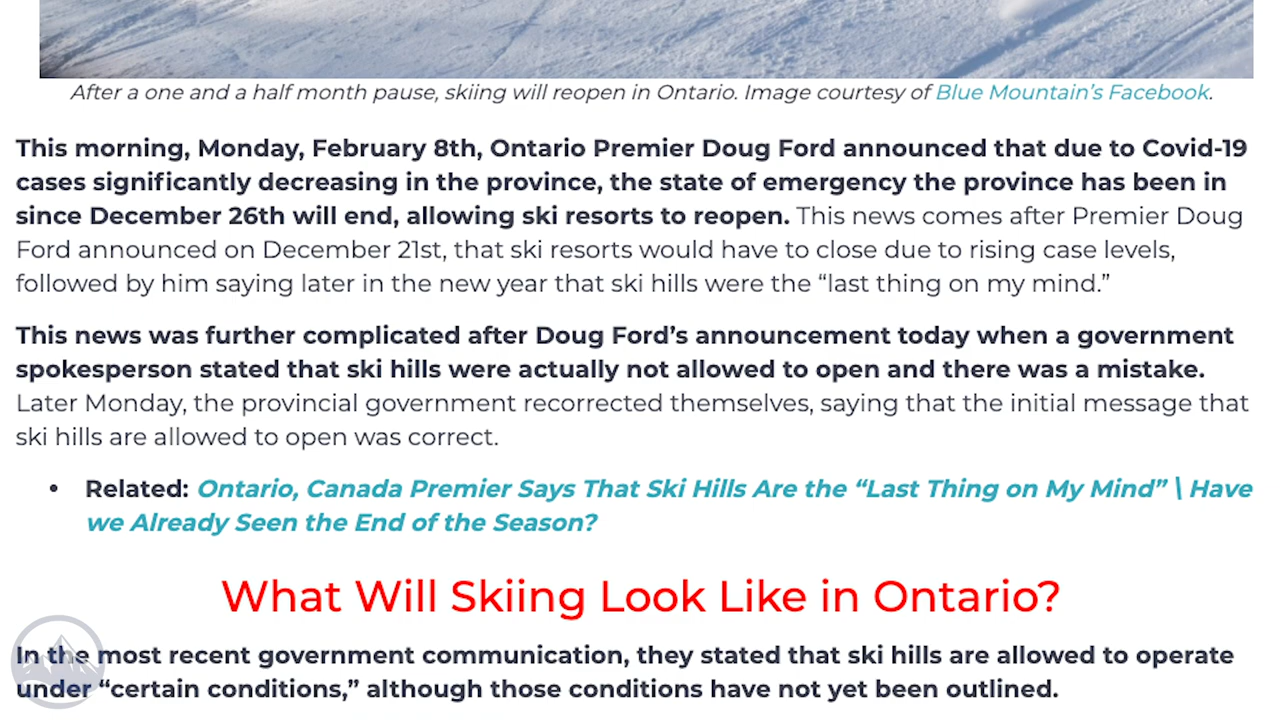 After a one and a half month pause, skiing will reopen in Ontario. Image courtesy of Blue Mountain’s Facebook.
This morning, Monday, February 8th, Ontario Premier Doug Ford announced that due to Covid-19
cases significantly decreasing in the province, the state of emergency the province has been in
since December 26th will end, allowing ski resorts to reopen. This news comes after Premier Doug
Ford announced on December 21st, that ski resorts would have to close due to rising case levels,
followed by him saying later in the new year that ski hills were the “last thing on my mind.”
This news was further complicated after Doug Ford’s announcement today when a government
spokesperson stated that ski hills were actually not allowed to open and there was a mistake.
Later Monday, the provincial government recorrected themselves, saying that the initial message that
ski hills are allowed to open was correct.
• Related: Ontario, Canada Premier Says That Ski Hills Are the “Last Thing on My Mind” \ Have
we Already Seen the End of the Season?
What Will Skiing Look Like in Ontario?
In the most recent government communication, they stated that ski hills are allowed to operate
under “certain conditions,” although those conditions have not yet been outlined.